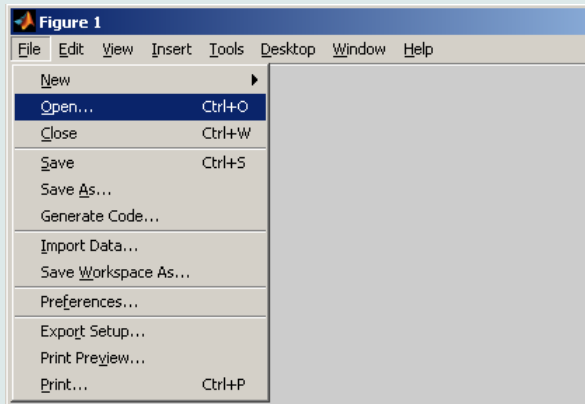 Figure 1
File Edit View Insert Tools Desktop Window Help
New
Open... Ctrl+O
Close Ctrl+W
Save Ctrl+S
Save As...
Generate Code...
Import Data...
Save Workspace As...
Preferences...
Export Setup...
Print Preview...
Print... Ctrl+P